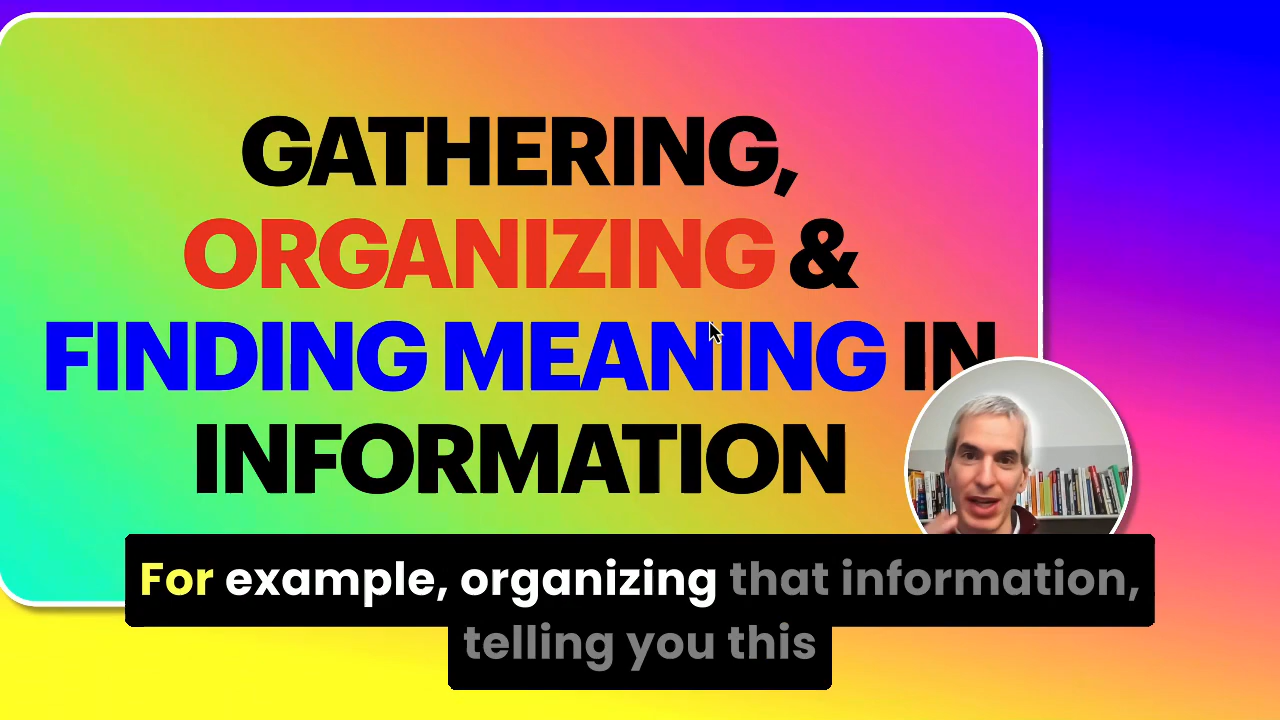 GATHERING,
ORGANIZING &
FINDING MEANING IN
INFORMATION
For example, organizing that information,
telling you this